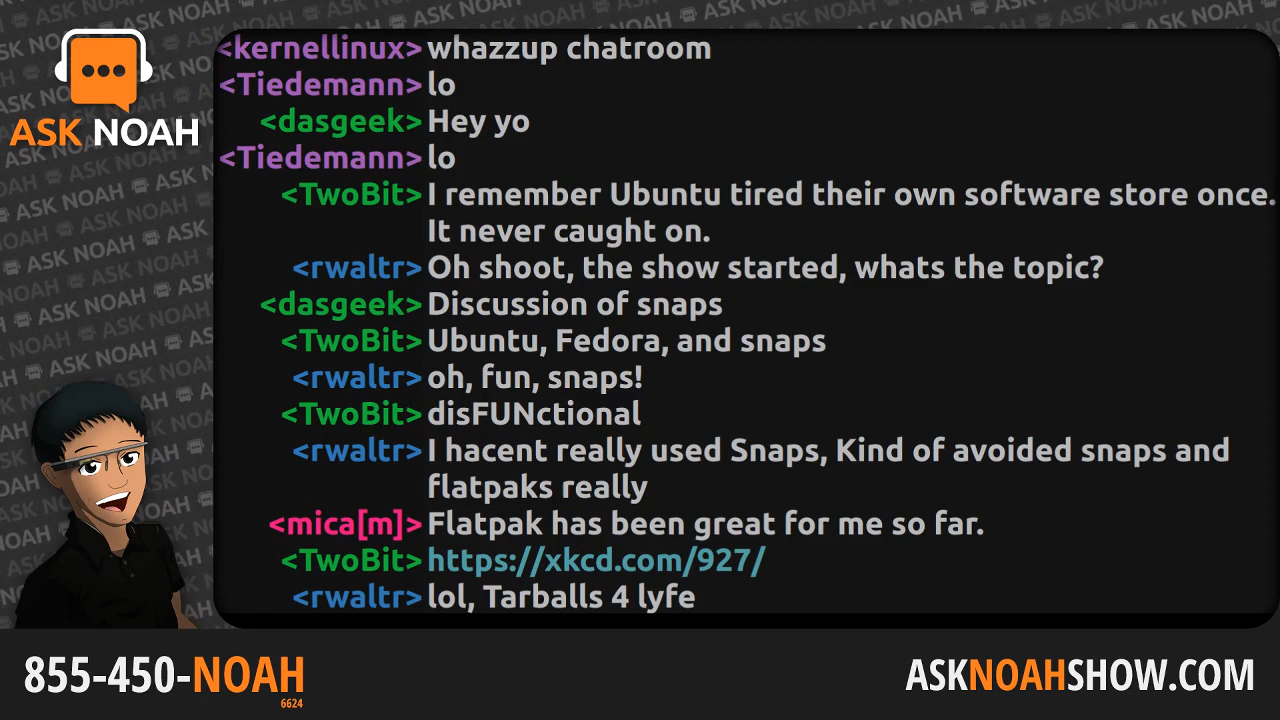 ASK NOAH
<kernellinux> whazzup chatroom
<Tiedemann> lo
<dasgeek> Hey yo
<Tiedemann> lo
<TwoBit> I remember Ubuntu tired their own software store once.
It never caught on.
<rwaltr> Oh shoot, the show started, whats the topic?
<dasgeek> Discussion of snaps
<TwoBit> Ubuntu, Fedora, and snaps
<rwaltr> oh, fun, snaps!
<TwoBit> disFUNctional
<rwaltr> I hacent really used Snaps, Kind of avoided snaps and
flatpaks really
<mica[m]> Flatpak has been great for me so far.
<TwoBit> https://xkcd.com/927/
<rwaltr> lol, Tarballs 4 lyfe
855-450-NOAH
6624
ASKNOAHSHOW.COM